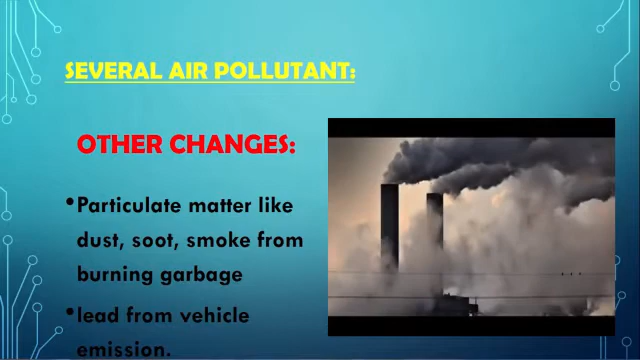 SEVERAL AIR POLLUTANT:
OTHER CHANGES:
•Particulate matter like
dust, soot, smoke from
burning garbage
•lead from vehicle
emission.